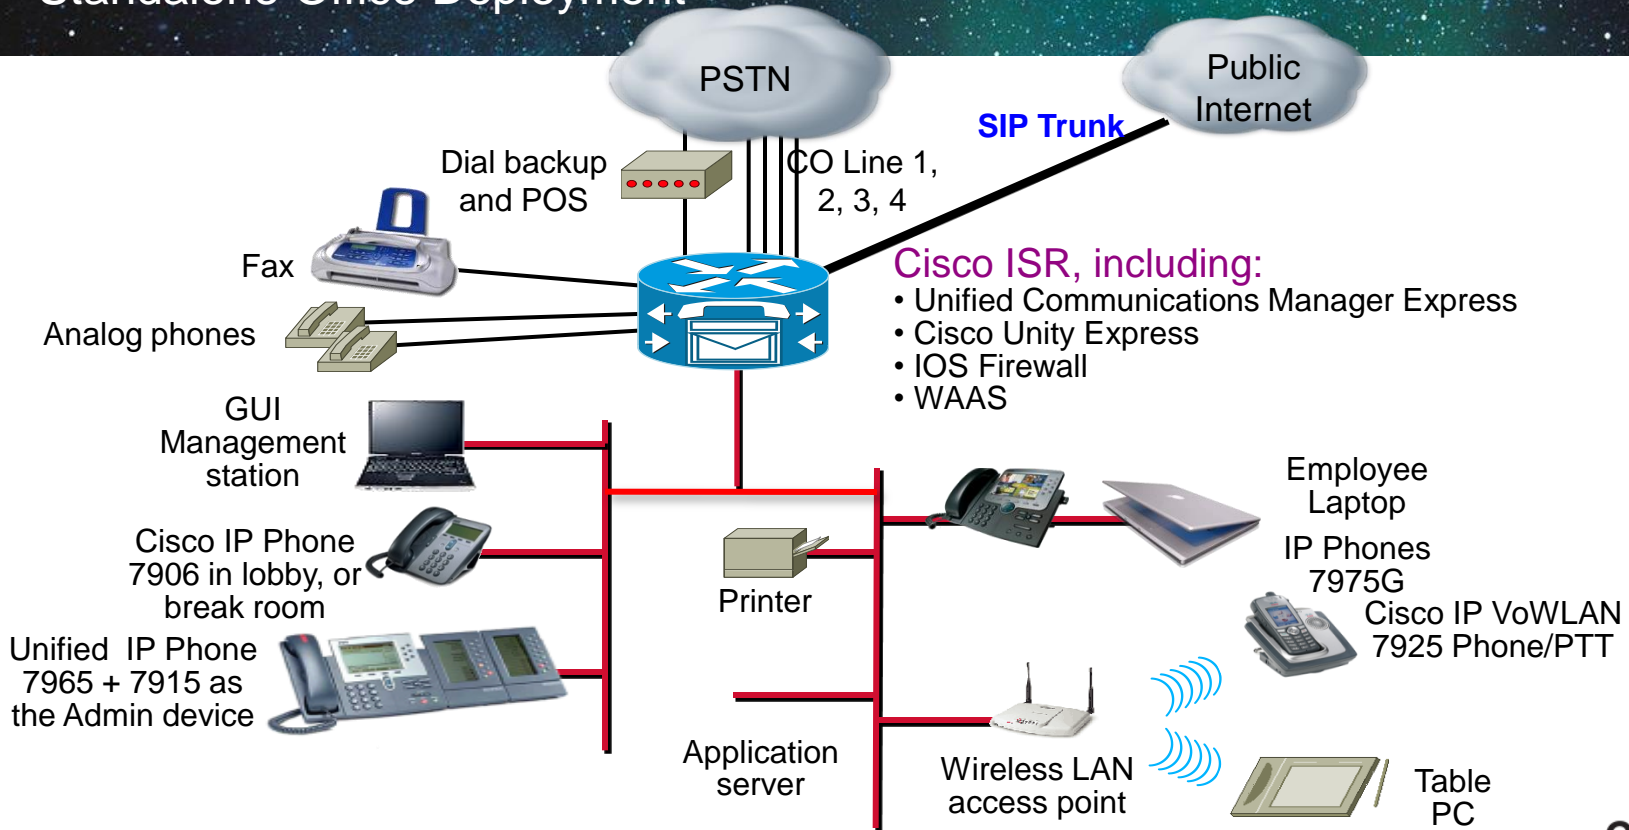 Standalone Office Deployment
PSTN
Public
Internet
SIP Trunk
Dial backup
and POS
CO Line 1,
2, 3, 4
Fax
Cisco ISR, including:
• Unified Communications Manager Express
• Cisco Unity Express
• IOS Firewall
• WAAS
Analog phones
GUI
Management
station
Employee
Laptop
Cisco IP Phone
7906 in lobby, or
break room
IP Phones
7975G
Printer
Cisco IP VoWLAN
7925 Phone/PTT
Unified IP Phone
7965 + 7915 as
the Admin device
Application
server
Wireless LAN
access point
Table
PC